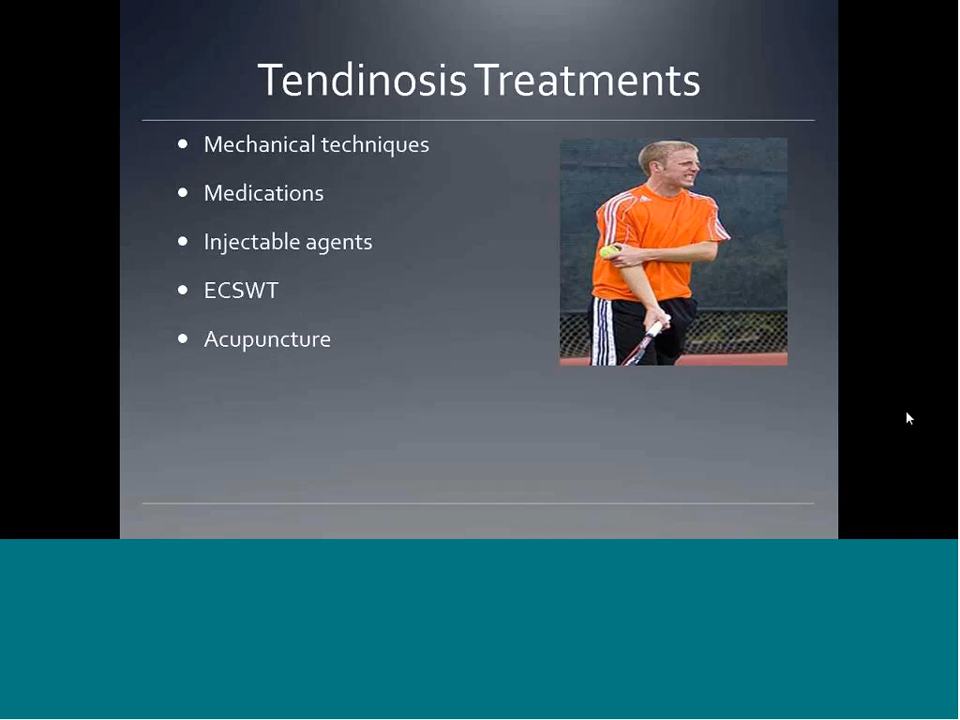 Tendinosis Treatments
Mechanical techniques
Medications
Injectable agents
ECSWT
Acupuncture